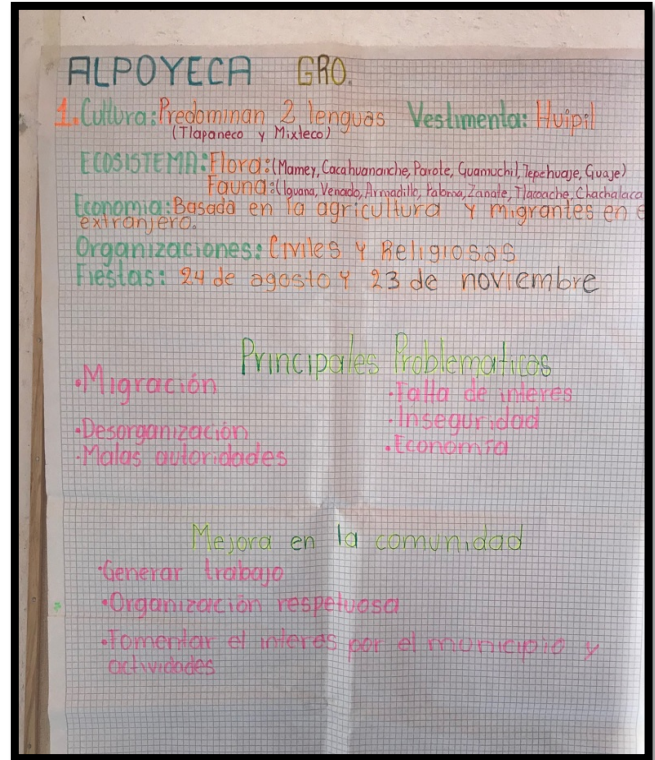 ALPOYECA GRO.
1. Cultura: Predominan 2 lenguas Vestimenta: Huipil
(Tlapaneco y Mixteco)
ECOSISTEMA: Flora: (Mamey, Cacahuananche, Parote, Guamuchil, Tepehuaje, Guaje)
Fauna: (Iguana, Venado, Armadillo, Paloma, Zanate, Tlacoache, Chachalaca
Economia: Basada en la agricultura y migrantes en e
extranjero.
Organizaciones: Civiles y Religiosas
Fiestas: 24 de agosto y 23 de noviembre
Principales Problematicas
• Migración
• Desorganización
• Malas autoridades
• Falta de interes
• Inseguridad
• Economía
Mejora en la comunidad
• Generar trabajo
• Organización respetuosa
• Fomentar el interes por el municipio y
actividades